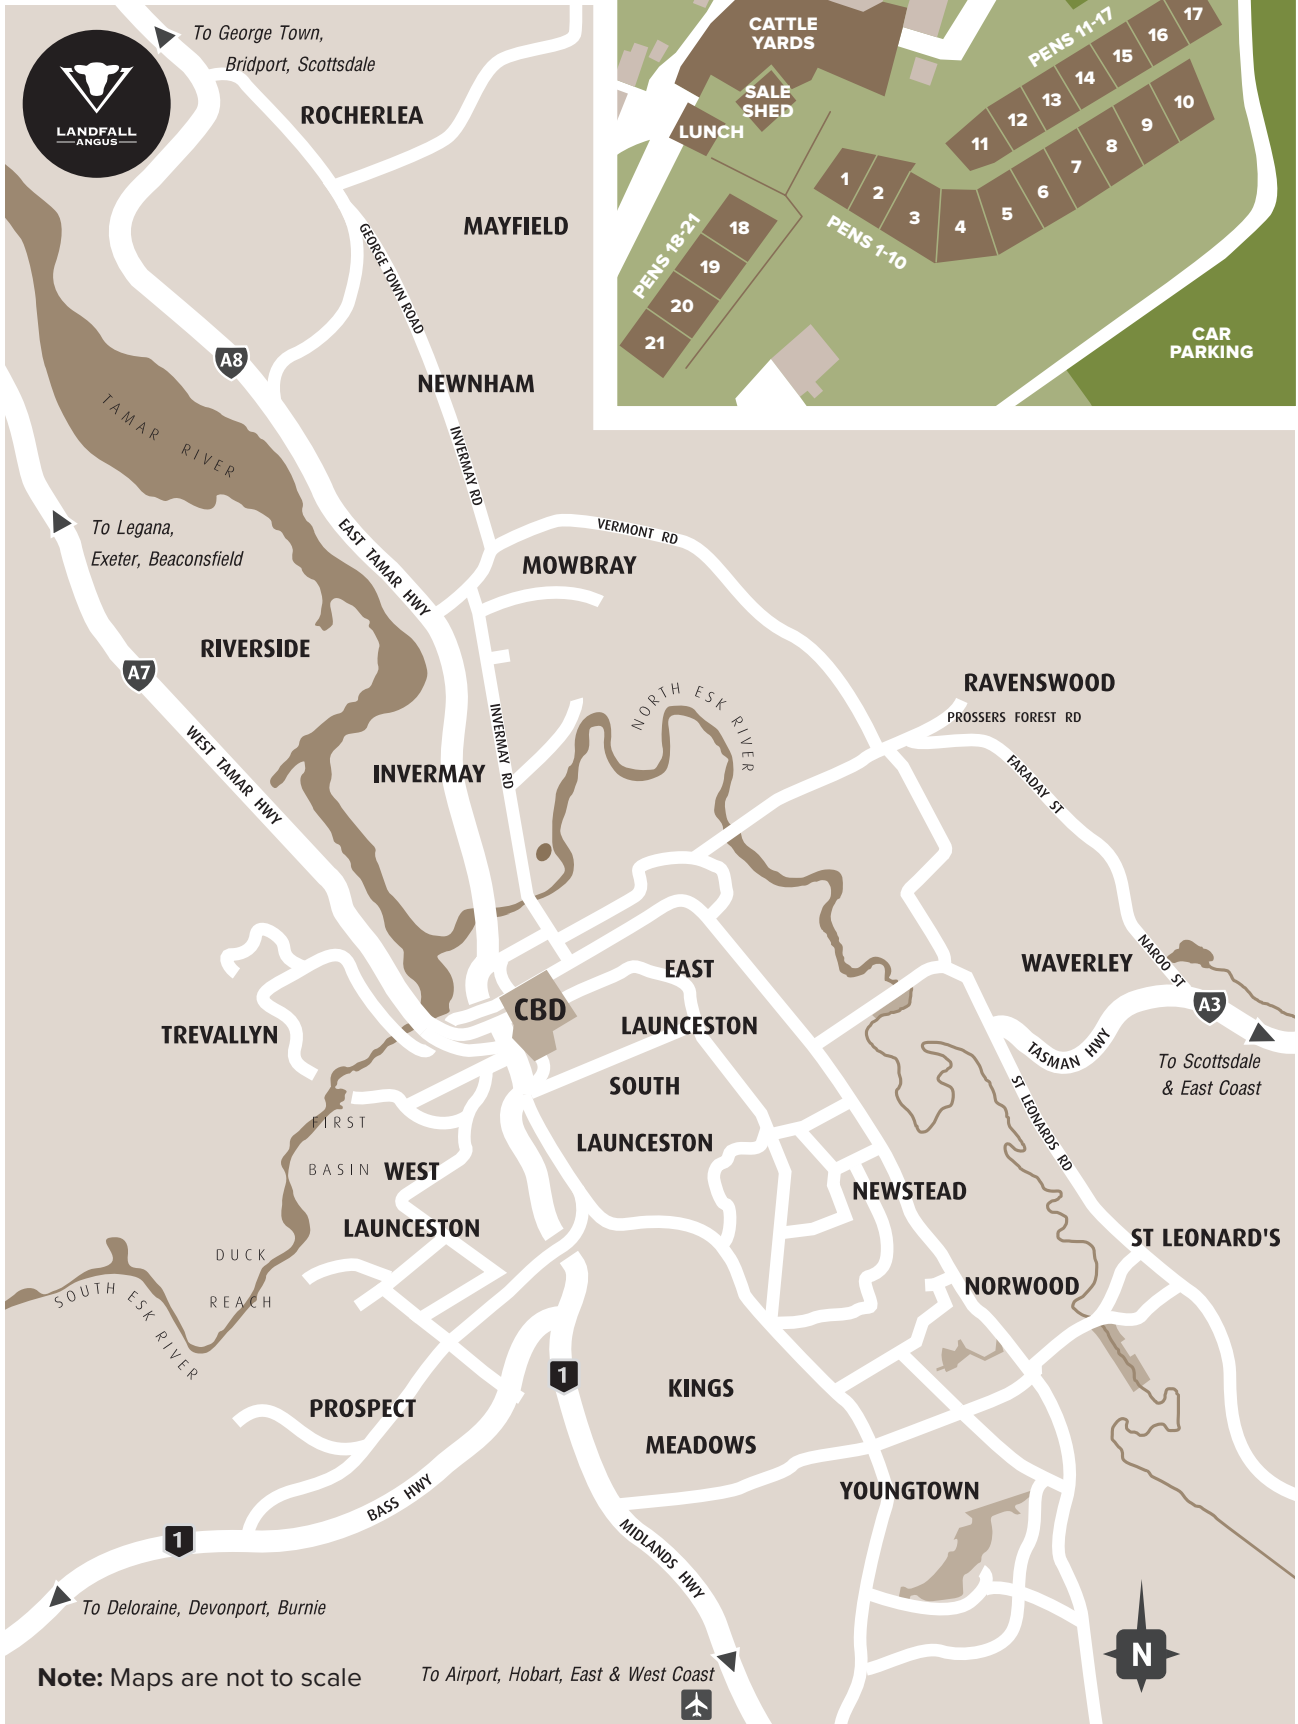 LANDFALL
ANGUS
To George Town,
Bridport, Scottsdale
ROCHERLEA
MAYFIELD
GEORGE TOWN ROAD
A8
NEWNHAM
TAMAR RIVER
INVERMAY RD
To Legana,
Exeter, Beaconsfield
EAST TAMAR HWY
VERMONT RD
MOWBRAY
RIVERSIDE
A7
WEST TAMAR HWY
INVERMAY
INVERMAY RD
NORTH ESK RIVER
RAVENSWOOD
PROSSERS FOREST RD
FARADAY ST
WAVERLEY
NAROO ST
A3
TASMAN HWY
To Scottsdale
& East Coast
EAST
LAUNCESTON
CBD
TREVALLYN
SOUTH
LAUNCESTON
ST LEONARDS RD
FIRST
BASIN
WEST
LAUNCESTON
NEWSTEAD
ST LEONARD'S
DUCK
REACH
SOUTH ESK RIVER
NORWOOD
1
KINGS
MEADOWS
PROSPECT
BASS HWY
YOUNGTOWN
1
MIDLANDS HWY
To Deloraine, Devonport, Burnie
Note: Maps are not to scale
To Airport, Hobart, East & West Coast
N
CATTLE
YARDS
SALE
SHED
LUNCH
PENS 11-17
17
16
15
14
13
12
11
10
9
8
7
6
5
4
3
2
1
PENS 1-10
PENS 18-21
18
19
20
21
CAR
PARKING